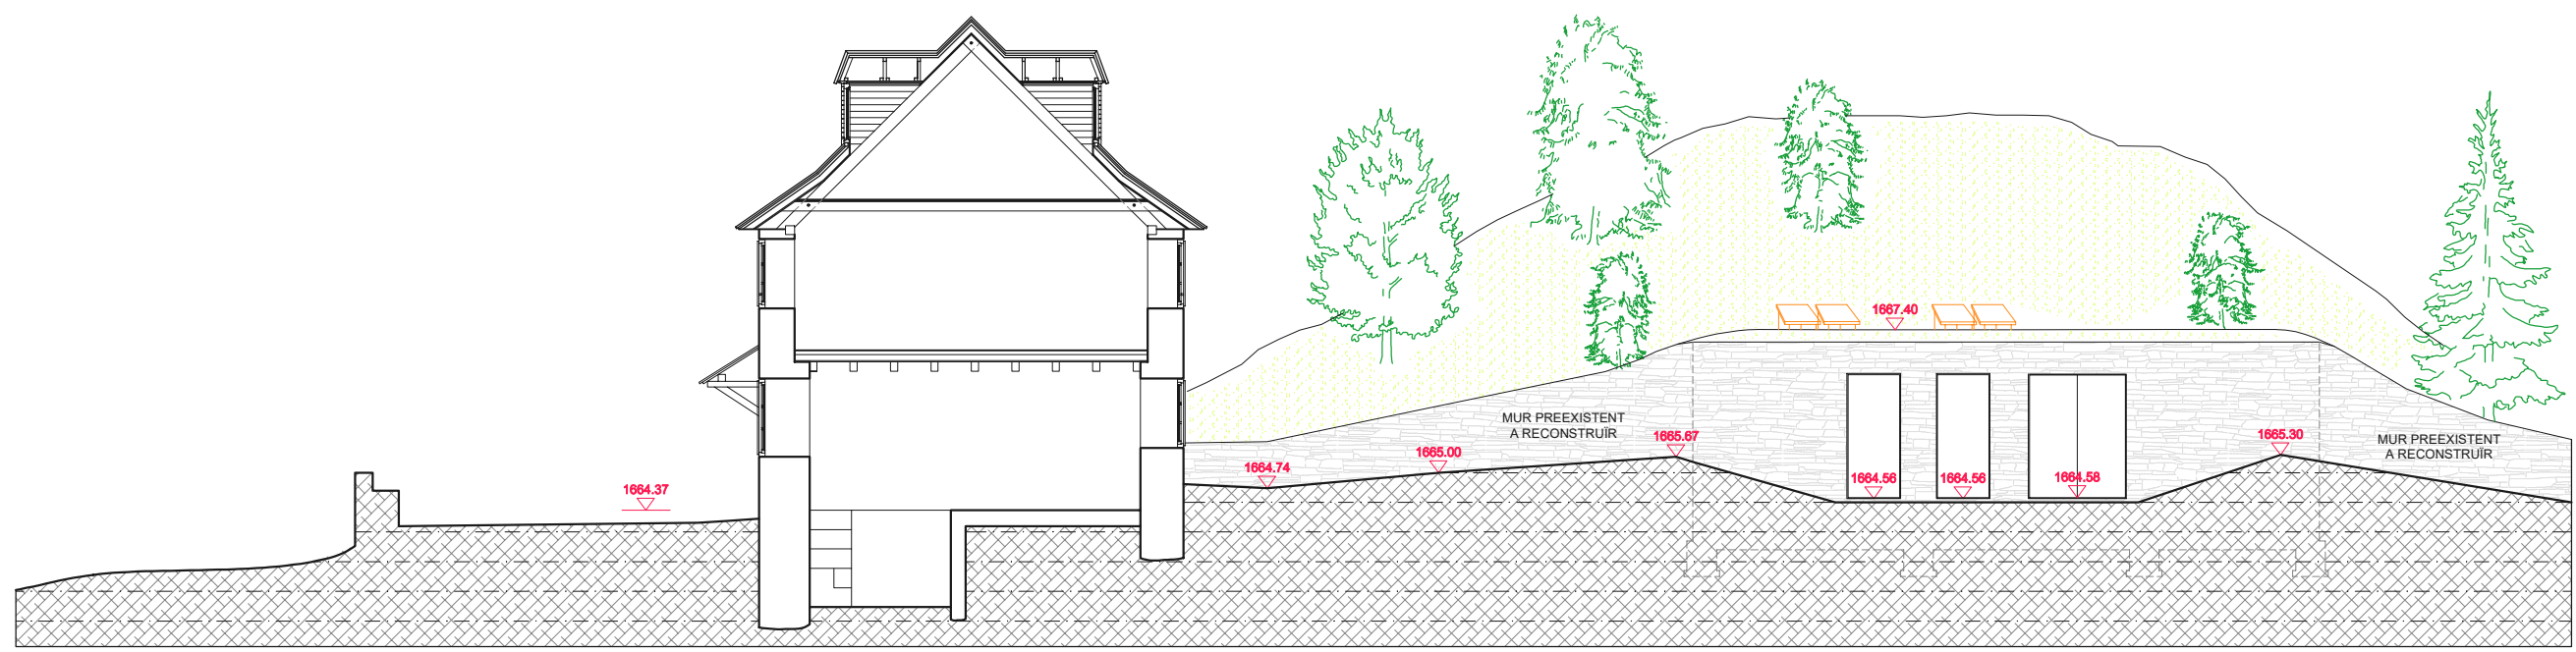 1667.40
MUR PREEXISTENT
A RECONSTRUÏR
1665.67
1665.30
MUR PREEXISTENT
A RECONSTRUÏR
1665.00
1664.74
1664.56
1664.56
1664.58
1664.37